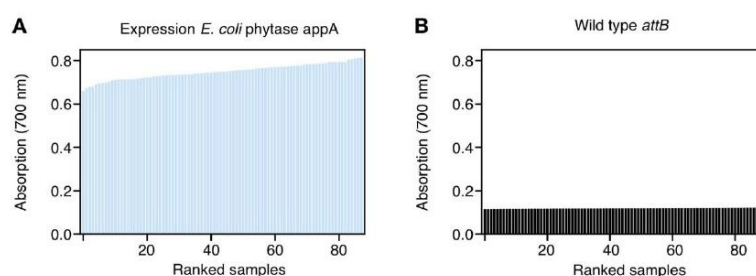 A
Expression E. coli phytase appA
Absorption (700 nm)
0.8
0.6
0.4
0.2
0.0
20
40
60
80
Ranked samples
B
Wild type attB
Absorption (700 nm)
0.8
0.6
0.4
0.2
0.0
20
40
60
80
Ranked samples